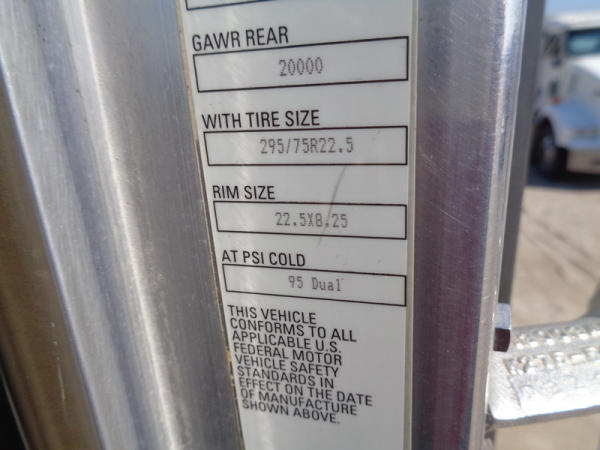 GAWR REAR
20000
WITH TIRE SIZE
295/75R22.5
RIM SIZE
22.5X8.25
AT PSI COLD
95 Dual
THIS VEHICLE
CONFORMS TO ALL
APPLICABLE U.S.
FEDERAL MOTOR
VEHICLE SAFETY
STANDARDS IN
EFFECT ON THE DATE
OF MANUFACTURE
SHOWN ABOVE.